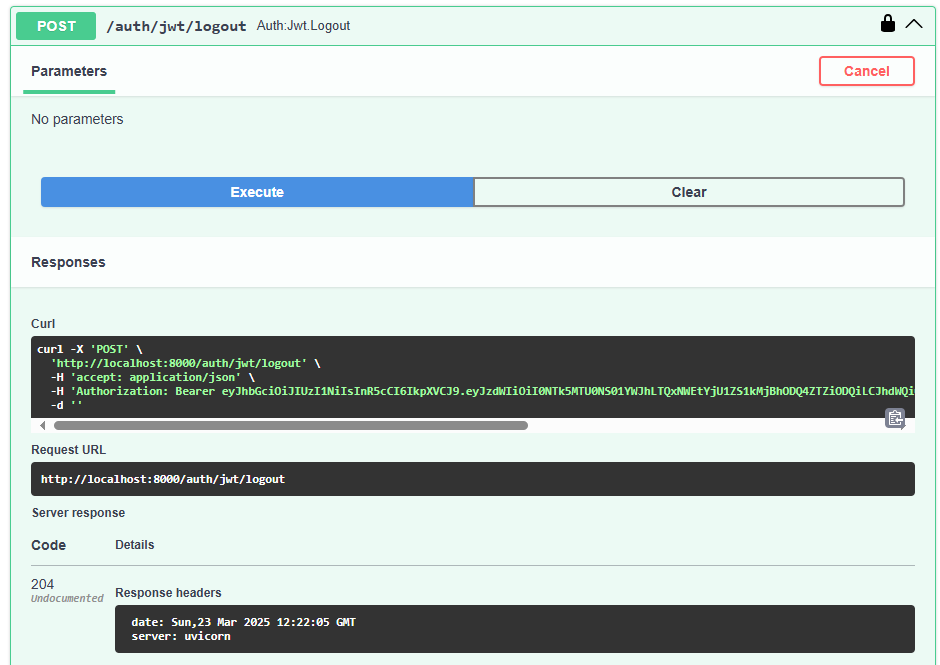 POST /auth/jwt/logout Auth:Jwt.Logout
Parameters
Cancel
No parameters
Execute
Clear
Responses
Curl
curl -X 'POST' \
'http://localhost:8000/auth/jwt/logout' \
-H 'accept: application/json' \
-H 'Authorization: Bearer eyJhbGciOiJIUzI1NiIsInR5cCI6IkpXVCJ9.eyJzdWIiOiI0NTk5MTU0NS01YWJhLTQxNWEtYjU1ZS1kMjBhODQ4ZTZiODQiLCJhdWQi
-d ''
Request URL
http://localhost:8000/auth/jwt/logout
Server response
Code Details
204
Undocumented
Response headers
date: Sun,23 Mar 2025 12:22:05 GMT
server: uvicorn